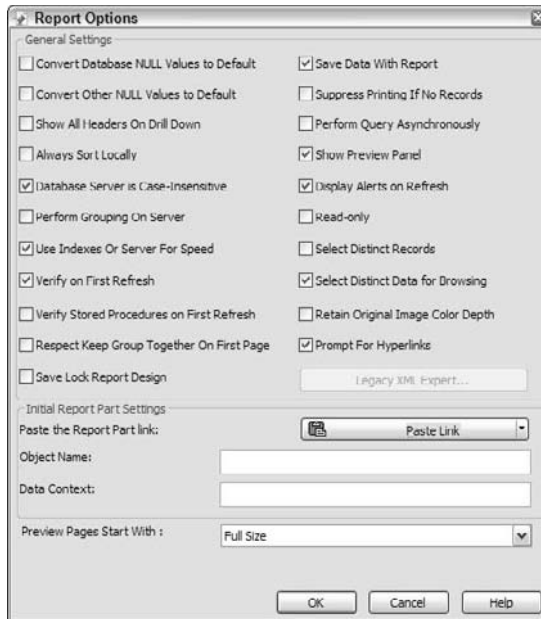 Report Options
General Settings
Convert Database NULL Values to Default
Convert Other NULL Values to Default
Show All Headers On Drill Down
Always Sort Locally
Database Server is Case-Insensitive
Perform Grouping On Server
Use Indexes Or Server For Speed
Verify on First Refresh
Verify Stored Procedures on First Refresh
Respect Keep Group Together On First Page
Save Lock Report Design
Save Data With Report
Suppress Printing If No Records
Perform Query Asynchronously
Show Preview Panel
Display Alerts on Refresh
Read-only
Select Distinct Records
Select Distinct Data for Browsing
Retain Original Image Color Depth
Prompt For Hyperlinks
Legacy XML Expert...
Initial Report Part Settings
Paste the Report Part link:
Paste Link
Object Name:
Data Context:
Preview Pages Start With :
Full Size
OK
Cancel
Help